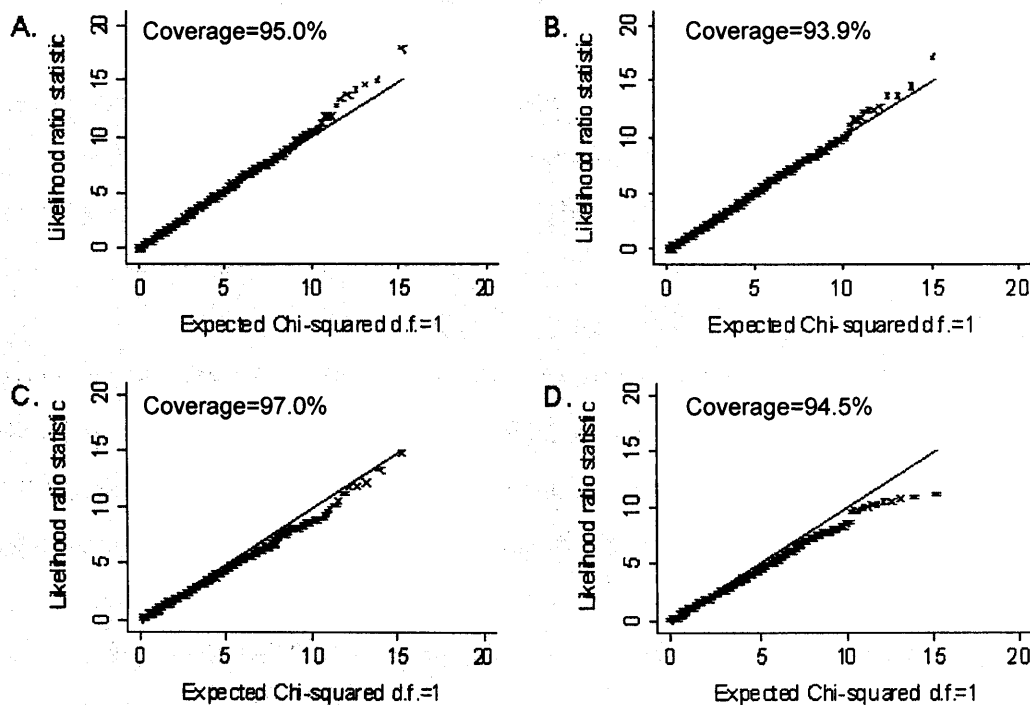 A.
Coverage=95.0%
Likelihood ratio statistic
0 5 10 15 20
0 5 10 15 20
Expected Chi-squared d.f.=1
B.
Coverage=93.9%
Likelihood ratio statistic
0 5 10 15 20
0 5 10 15 20
Expected Chi-squared d.f.=1
C.
Coverage=97.0%
Likelihood ratio statistic
0 5 10 15 20
0 5 10 15 20
Expected Chi-squared d.f.=1
D.
Coverage=94.5%
Likelihood ratio statistic
0 5 10 15 20
0 5 10 15 20
Expected Chi-squared d.f.=1